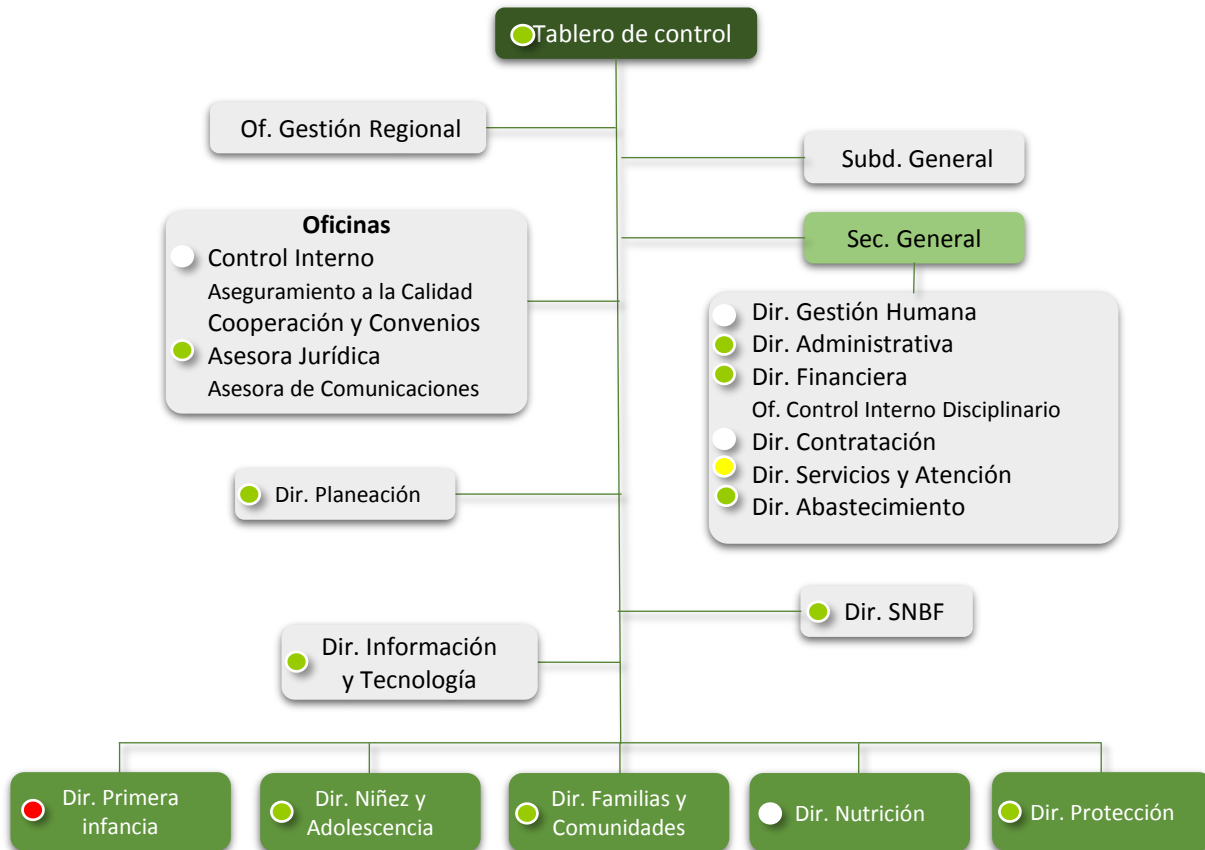 Tablero de control
Of. Gestión Regional
Subd. General
Oficinas
Control Interno
Aseguramiento a la Calidad
Cooperación y Convenios
Asesora Jurídica
Asesora de Comunicaciones
Sec. General
Dir. Gestión Humana
Dir. Administrativa
Dir. Financiera
Of. Control Interno Disciplinario
Dir. Contratación
Dir. Servicios y Atención
Dir. Abastecimiento
Dir. Planeación
Dir. SNBF
Dir. Información
y Tecnología
Dir. Primera
infancia
Dir. Niñez y
Adolescencia
Dir. Familias y
Comunidades
Dir. Nutrición
Dir. Protección